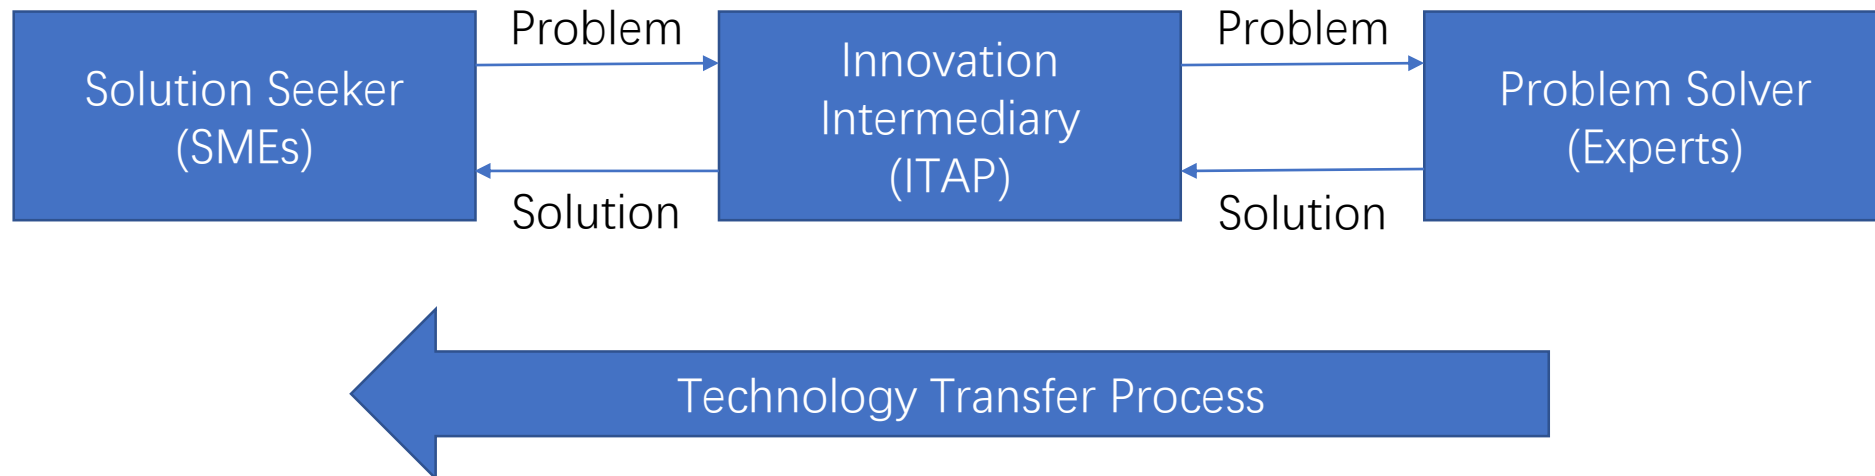 Solution Seeker
(SMEs)
Problem
Solution
Innovation
Intermediary
(ITAP)
Problem
Solution
Problem Solver
(Experts)
Technology Transfer Process